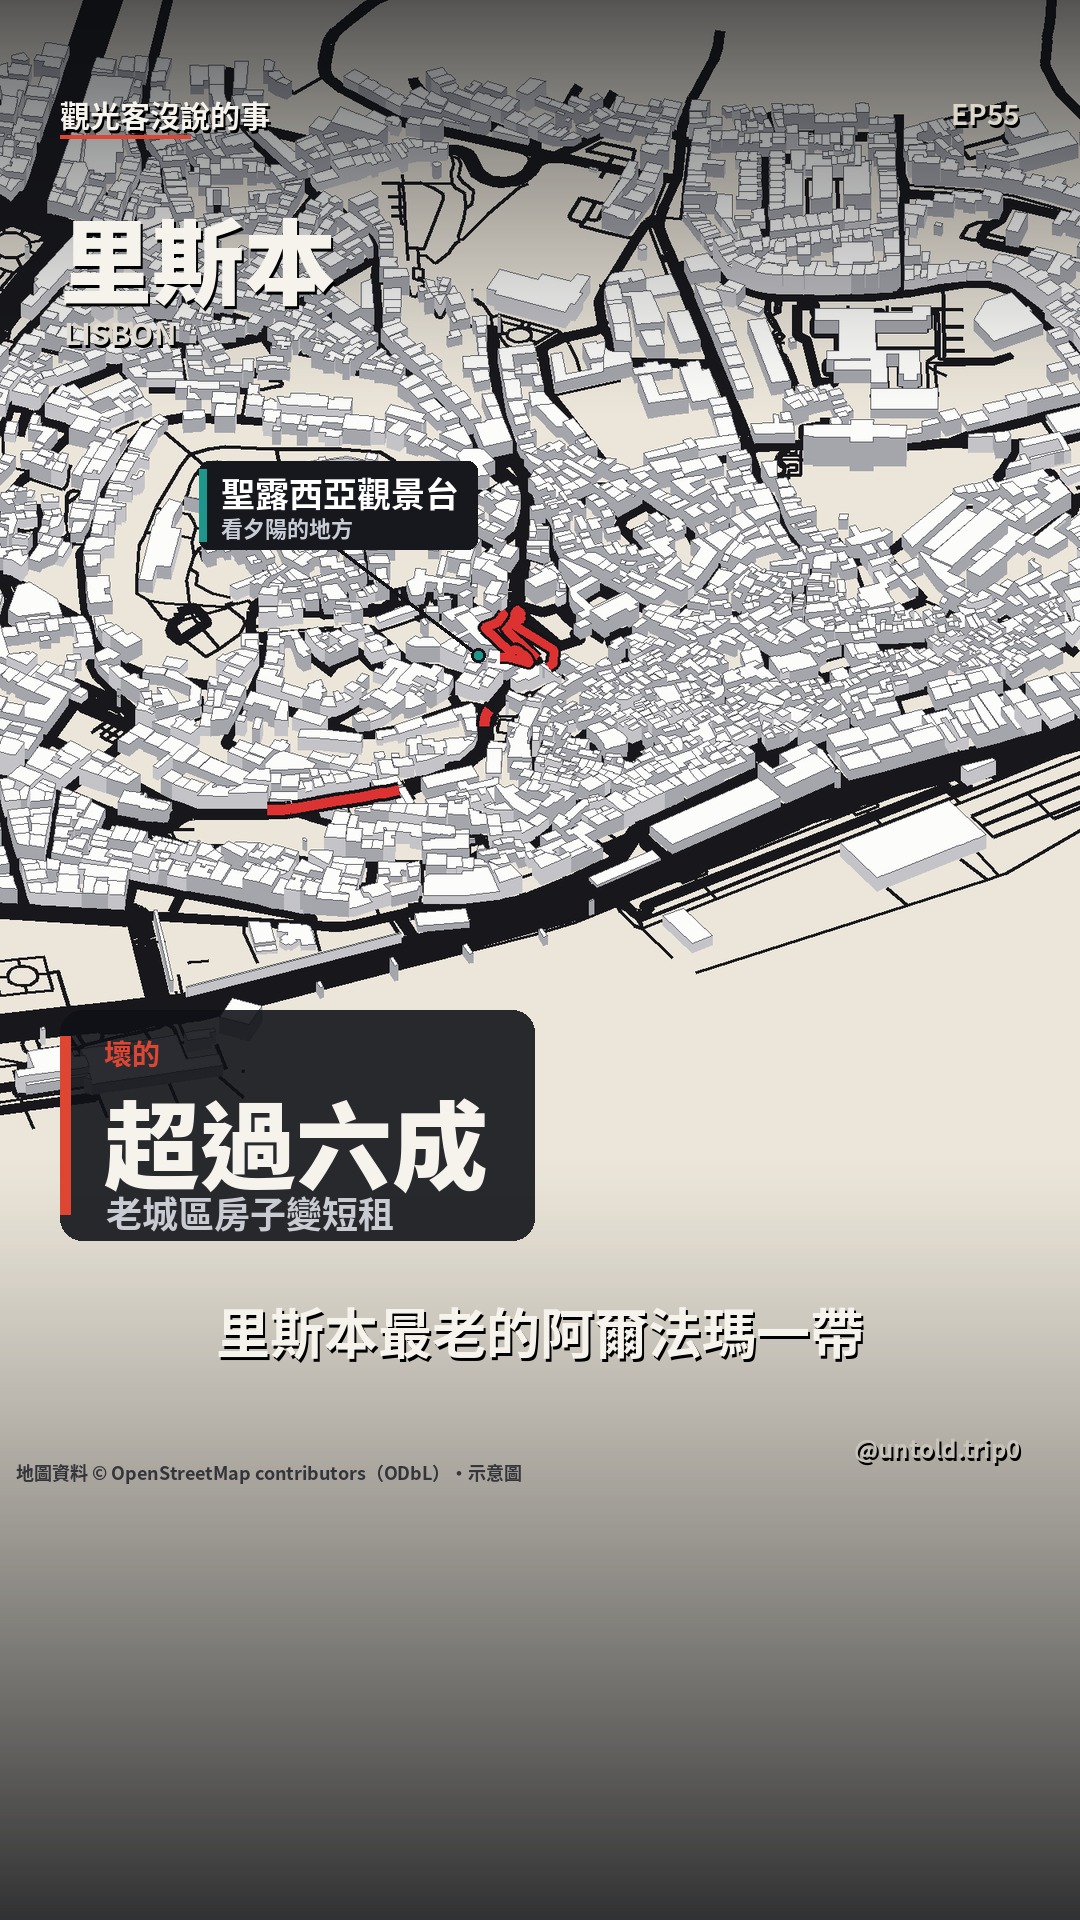 觀光客沒說的事
EP55
里斯本
LISBON
聖露西亞觀景台
看夕陽的地方
壞的
超過六成
老城區房子變短租
里斯本最老的阿爾法瑪一帶
@untold.trip0
地圖資料 © OpenStreetMap contributors（ODbL）・示意圖